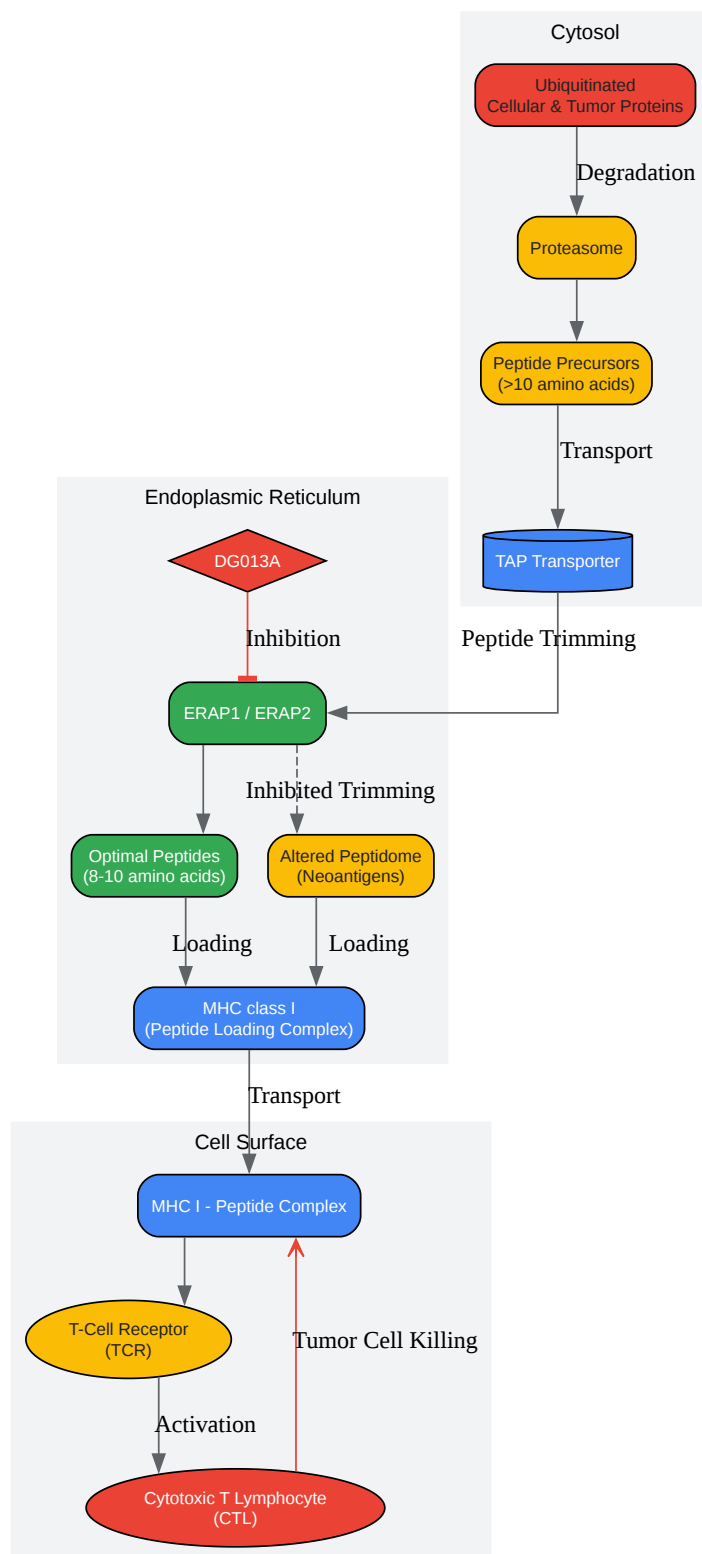 Cytosol
Ubiquitinated
Cellular & Tumor Proteins
Degradation
Proteasome
Peptide Precursors
(>10 amino acids)
Transport
TAP Transporter
Peptide Trimming
Endoplasmic Reticulum
DG013A
Inhibition
ERAP1 / ERAP2
Inhibited Trimming
Optimal Peptides
(8-10 amino acids)
Altered Peptidome
(Neoantigens)
Loading
Loading
MHC class I
(Peptide Loading Complex)
Transport
Cell Surface
MHC I - Peptide Complex
T-Cell Receptor
(TCR)
Tumor Cell Killing
Activation
Cytotoxic T Lymphocyte
(CTL)